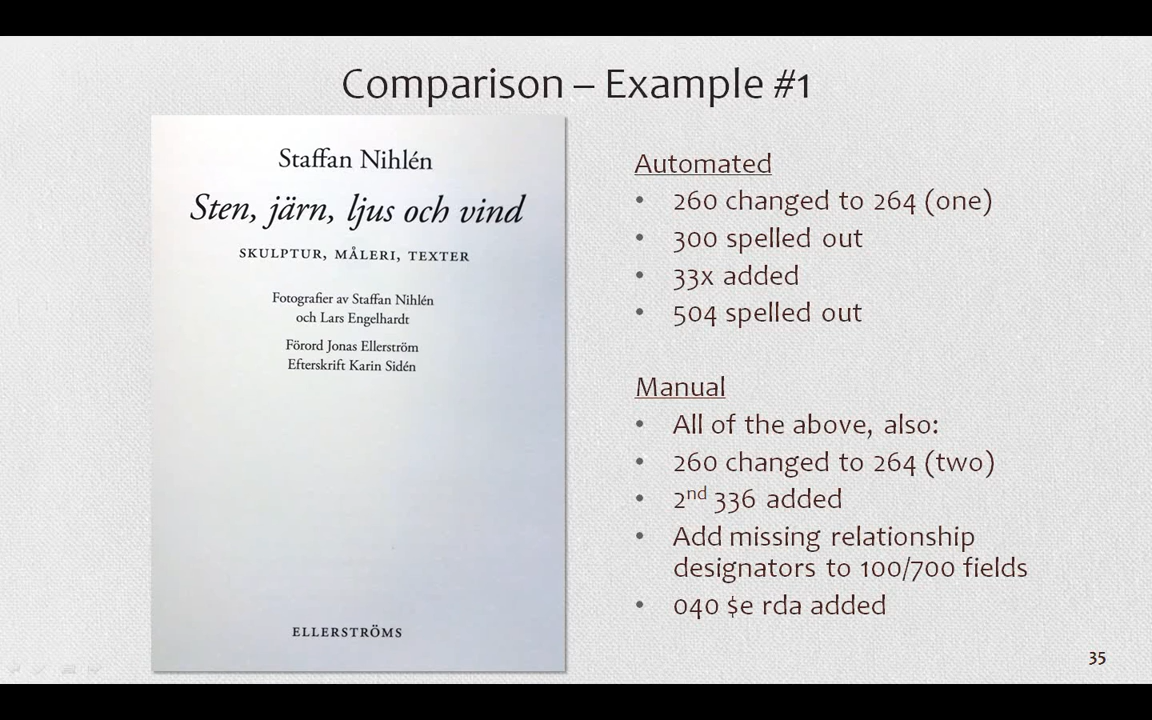 Comparison – Example #1
Staffan Nihlén
Sten, järn, ljus och vind
SKULPTUR, MÅLERI, TEXTER
Fotografier av Staffan Nihlén
och Lars Engelhardt
Förord Jonas Ellerström
Efterskrift Karin Sidén
ELLERSTRÖMS
Automated
• 260 changed to 264 (one)
• 300 spelled out
• 33x added
• 504 spelled out
Manual
• All of the above, also:
• 260 changed to 264 (two)
• 2nd 336 added
• Add missing relationship
designators to 100/700 fields
• 040 $e rda added
35